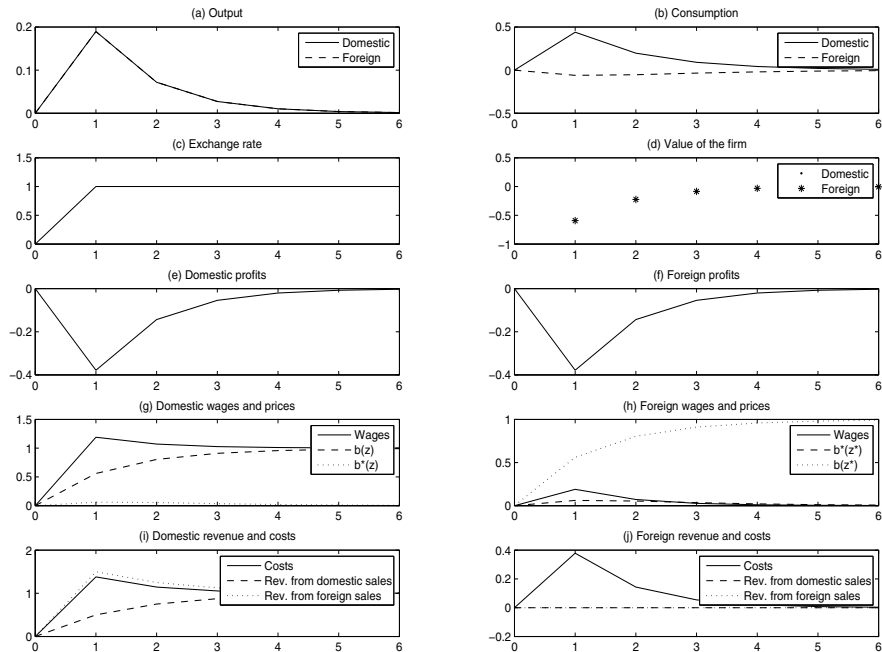 (a) Output
0.2
0.1
0
Domestic
Foreign
0 1 2 3 4 5 6
(b) Consumption
0.5
0
−0.5
Domestic
Foreign
0 1 2 3 4 5 6
(c) Exchange rate
1.5
1
0.5
0
0 1 2 3 4 5 6
(d) Value of the firm
0.5
0
−0.5
−1
Domestic
Foreign
0 1 2 3 4 5 6
(e) Domestic profits
0
−0.2
−0.4
0 1 2 3 4 5 6
(f) Foreign profits
0
−0.2
−0.4
0 1 2 3 4 5 6
(g) Domestic wages and prices
1.5
1
0.5
0
Wages
b(z)
b*(z)
0 1 2 3 4 5 6
(h) Foreign wages and prices
1
0.5
0
Wages
b*(z*)
b(z*)
0 1 2 3 4 5 6
(i) Domestic revenue and costs
2
1
0
Costs
Rev. from domestic sales
Rev. from foreign sales
0 1 2 3 4 5 6
(j) Foreign revenue and costs
0.4
0.2
0
−0.2
Costs
Rev. from domestic sales
Rev. from foreign sales
0 1 2 3 4 5 6